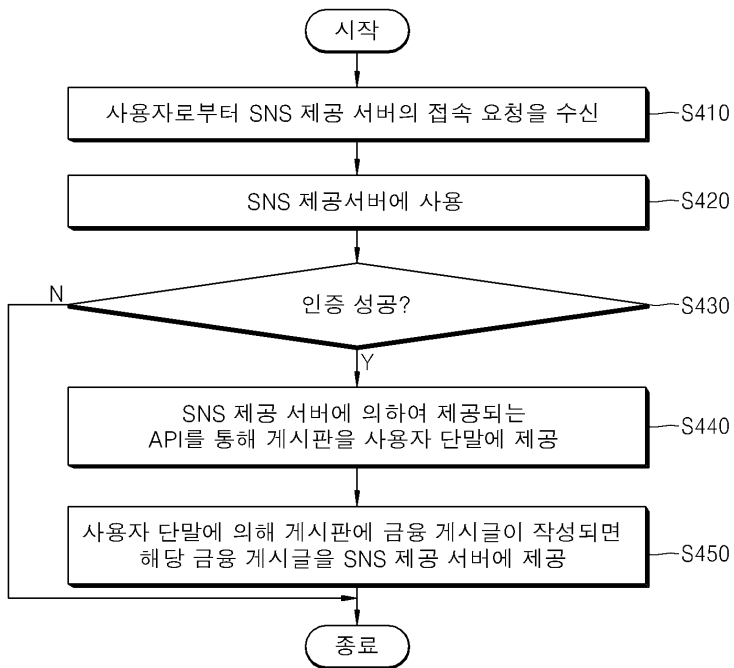 시작
사용자로부터 SNS 제공 서버의 접속 요청을 수신
S410
SNS 제공서버에 사용
S420
N
인증 성공?
S430
Y
SNS 제공 서버에 의하여 제공되는
API를 통해 게시판을 사용자 단말에 제공
S440
사용자 단말에 의해 게시판에 금융 게시글이 작성되면
해당 금융 게시글을 SNS 제공 서버에 제공
S450
종료